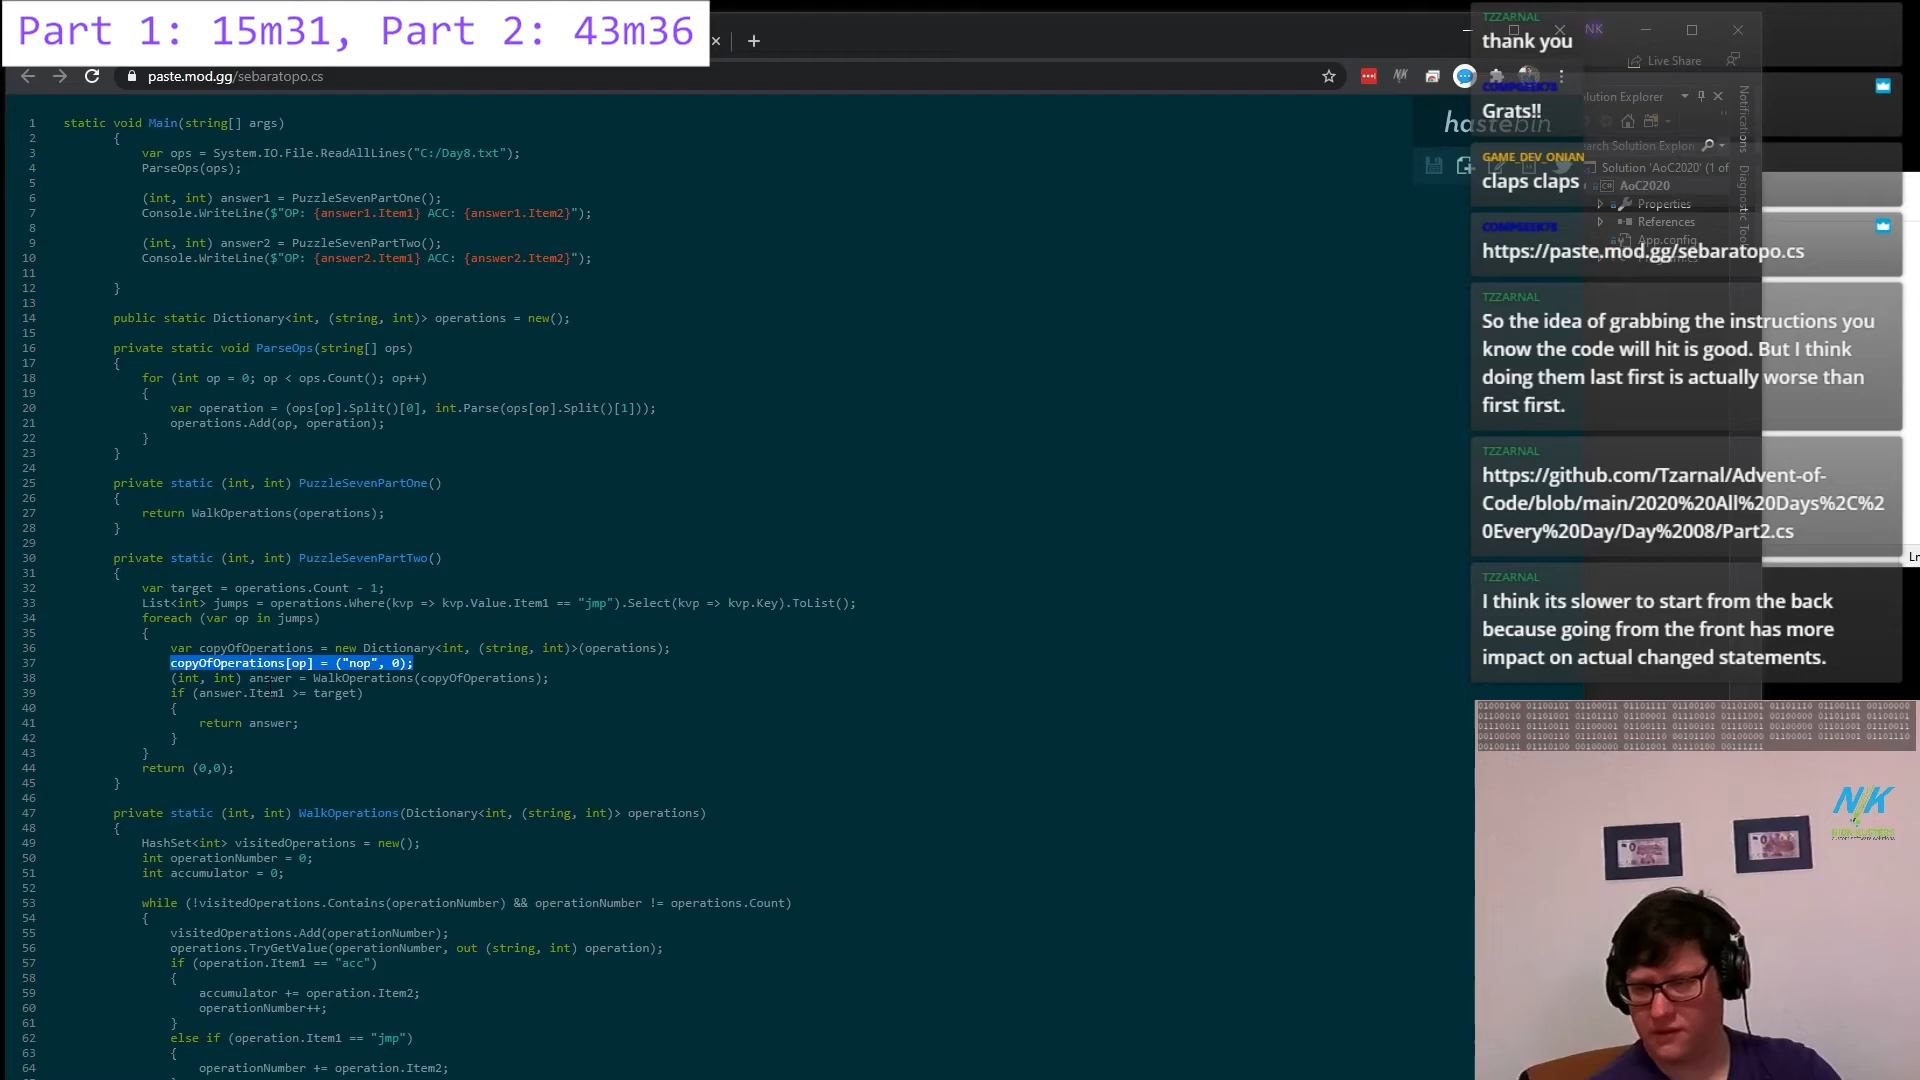 Part 1: 15m31, Part 2: 43m36
paste.mod.gg/sebaratopo.cs
1 static void Main(string[] args)
2 {
3 var ops = System.IO.File.ReadAllLines("C:/Day8.txt");
4 ParseOps(ops);
5
6 (int, int) answer1 = PuzzleSevenPartOne();
7 Console.WriteLine($"OP: {answer1.Item1} ACC: {answer1.Item2}");
8
9 (int, int) answer2 = PuzzleSevenPartTwo();
10 Console.WriteLine($"OP: {answer2.Item1} ACC: {answer2.Item2}");
11
12 }
13
14 public static Dictionary<int, (string, int)> operations = new();
15
16 private static void ParseOps(string[] ops)
17 {
18 for (int op = 0; op < ops.Count(); op++)
19 {
20 var operation = (ops[op].Split()[0], int.Parse(ops[op].Split()[1]));
21 operations.Add(op, operation);
22 }
23 }
24
25 private static (int, int) PuzzleSevenPartOne()
26 {
27 return WalkOperations(operations);
28 }
29
30 private static (int, int) PuzzleSevenPartTwo()
31 {
32 var target = operations.Count - 1;
33 List<int> jumps = operations.Where(kvp => kvp.Value.Item1 == "jmp").Select(kvp => kvp.Key).ToList();
34 foreach (var op in jumps)
35 {
36 var copyOfOperations = new Dictionary<int, (string, int)>(operations);
37 copyOfOperations[op] = ("nop", 0);
38 (int, int) answer = WalkOperations(copyOfOperations);
39 if (answer.Item1 >= target)
40 {
41 return answer;
42 }
43 }
44 return (0,0);
45 }
46
47 private static (int, int) WalkOperations(Dictionary<int, (string, int)> operations)
48 {
49 HashSet<int> visitedOperations = new();
50 int operationNumber = 0;
51 int accumulator = 0;
52
53 while (!visitedOperations.Contains(operationNumber) && operationNumber != operations.Count)
54 {
55 visitedOperations.Add(operationNumber);
56 operations.TryGetValue(operationNumber, out (string, int) operation);
57 if (operation.Item1 == "acc")
58 {
59 accumulator += operation.Item2;
60 operationNumber++;
61 }
62 else if (operation.Item1 == "jmp")
63 {
64 operationNumber += operation.Item2;
hastebin
NK
Live Share
Solution Explorer
Notifications
Diagnostic Tools
Solution 'AoC2020' (1 of
AoC2020
Properties
References
App.config
TZZARNAL
thank you
COMPGEEK78
Grats!!
GAME_DEV_ONIAN
claps claps
COMPGEEK78
https://paste.mod.gg/sebaratopo.cs
TZZARNAL
So the idea of grabbing the instructions you
know the code will hit is good. But I think
doing them last first is actually worse than
first first.
TZZARNAL
https://github.com/Tzarnal/Advent-of-
Code/blob/main/2020%20All%20Days%2C%2
0Every%20Day/Day%2008/Part2.cs
TZZARNAL
I think its slower to start from the back
because going from the front has more
impact on actual changed statements.
Ln
NK